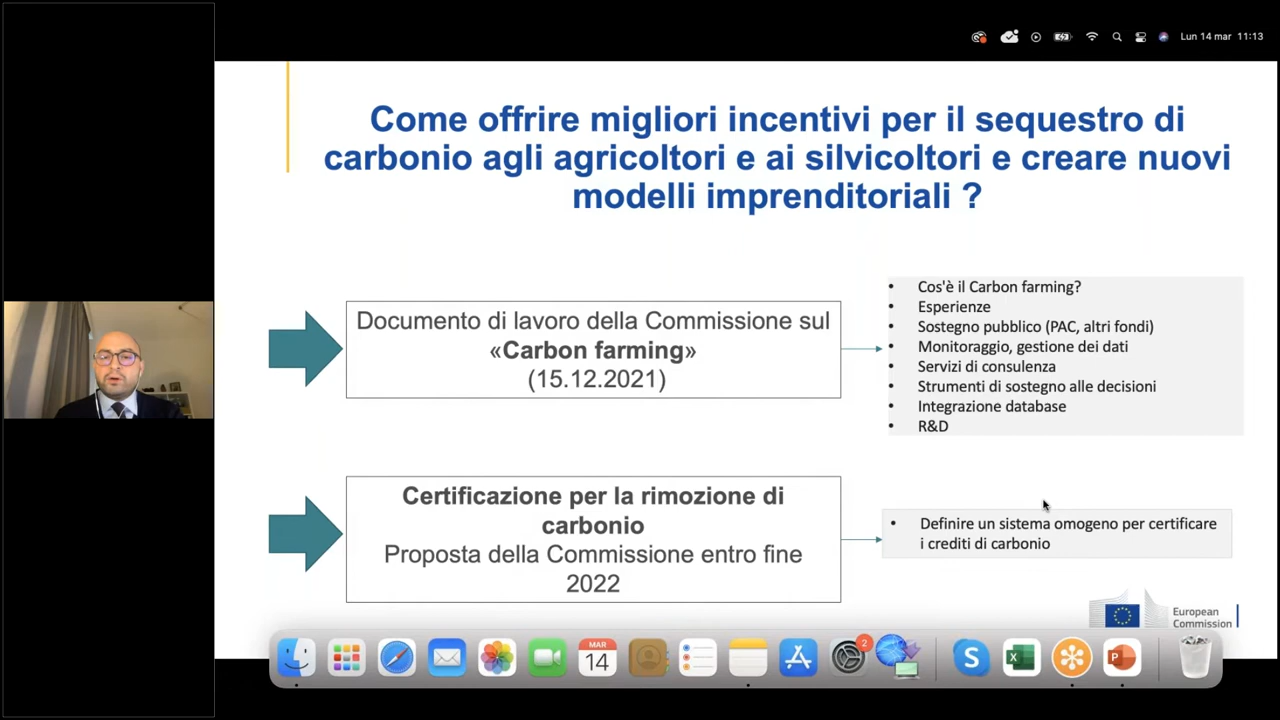 Lun 14 mar 11:13
Come offrire migliori incentivi per il sequestro di
carbonio agli agricoltori e ai silvicoltori e creare nuovi
modelli imprenditoriali ?
Documento di lavoro della Commissione sul
«Carbon farming»
(15.12.2021)
• Cos'è il Carbon farming?
• Esperienze
• Sostegno pubblico (PAC, altri fondi)
• Monitoraggio, gestione dei dati
• Servizi di consulenza
• Strumenti di sostegno alle decisioni
• Integrazione database
• R&D
Certificazione per la rimozione di
carbonio
Proposta della Commissione entro fine
2022
• Definire un sistema omogeno per certificare
i crediti di carbonio
European
Commission
MAR
14
2
S
X
P